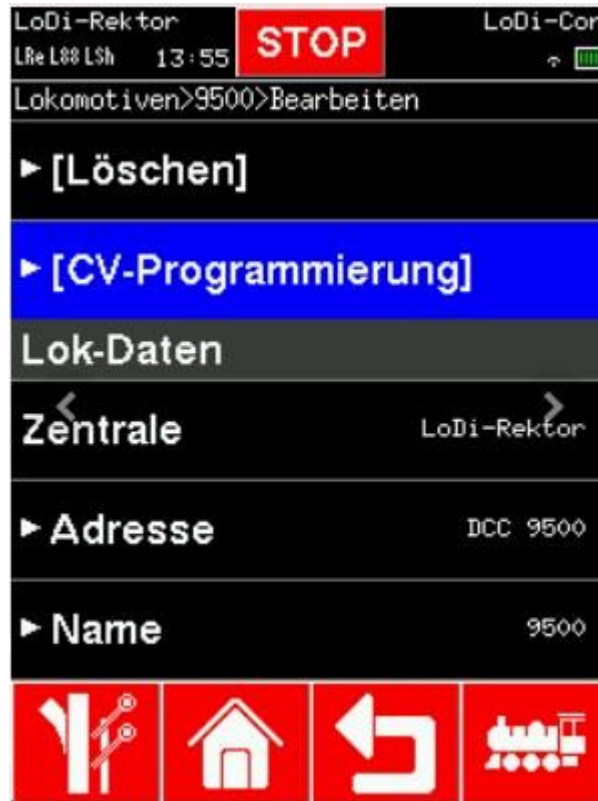 LoDi-Rektor
LRe L88 LSh 13:55
STOP
LoDi-Con
Lokomotiven>9500>Bearbeiten
[Löschen]
[CV-Programmierung]
Lok-Daten
Zentrale LoDi-Rektor
Adresse DCC 9500
Name 9500